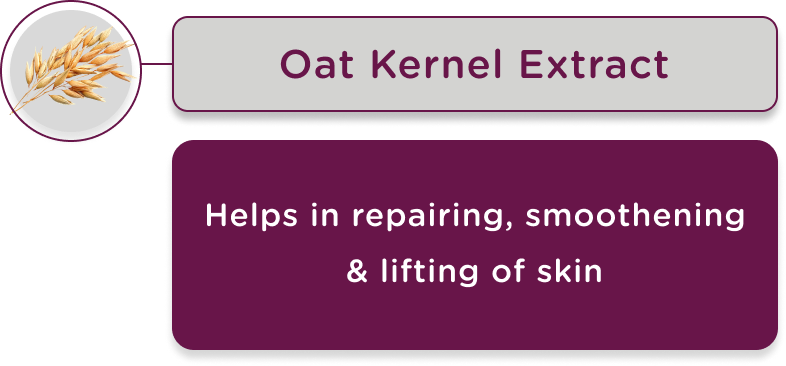 Oat Kernel Extract
Helps in repairing, smoothening
& lifting of skin